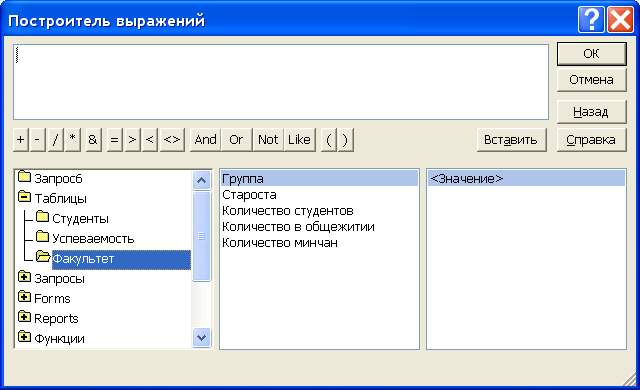 Построитель выражений
?
OK
Отмена
Назад
+ - / * & = > < <> And Or Not Like ( ) Вставить Справка
Запрос6
Таблицы
Студенты
Успеваемость
Факультет
Запросы
Forms
Reports
Функции
Группа
Староста
Количество студентов
Количество в общежитии
Количество минчан
<Значение>